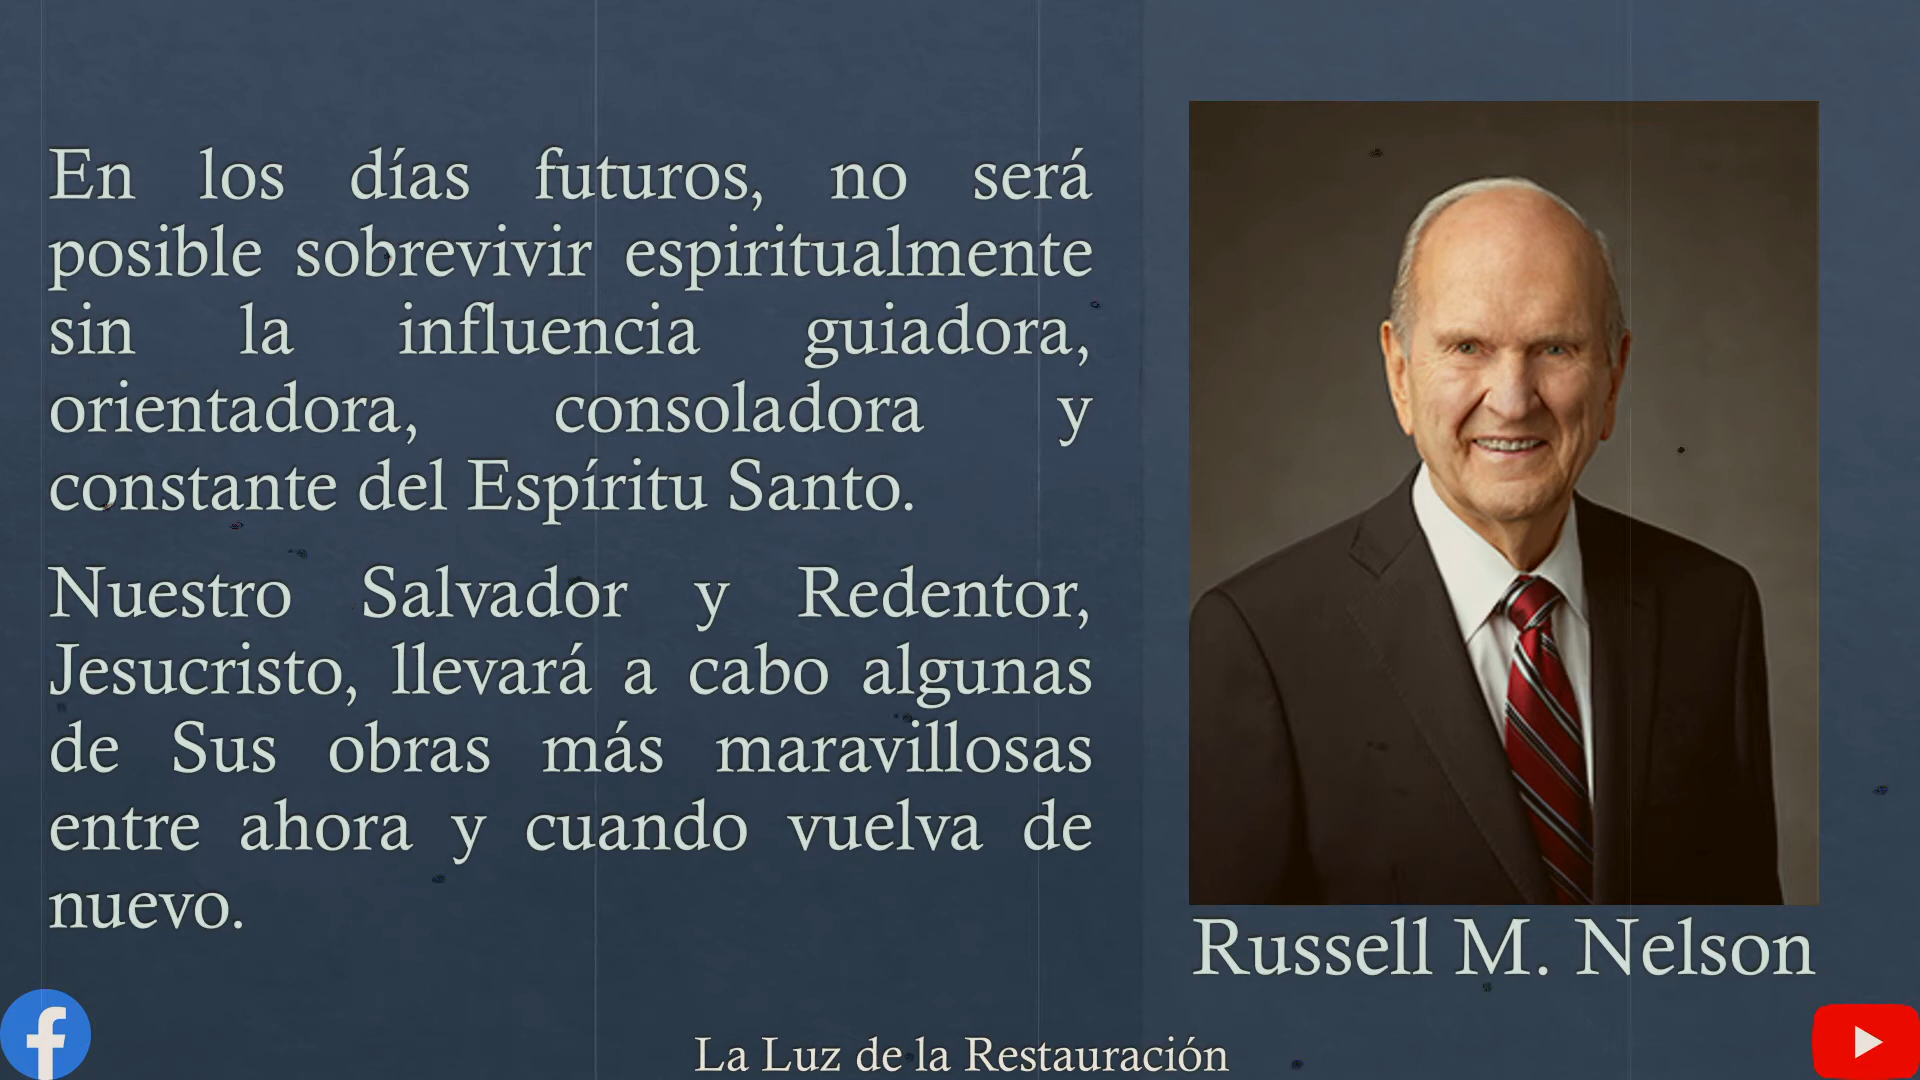 En los días futuros, no será
posible sobrevivir espiritualmente
sin la influencia guiadora,
orientadora, consoladora y
constante del Espíritu Santo.
Nuestro Salvador y Redentor,
Jesucristo, llevará a cabo algunas
de Sus obras más maravillosas
entre ahora y cuando vuelva de
nuevo.
Russell M. Nelson
La Luz de la Restauración